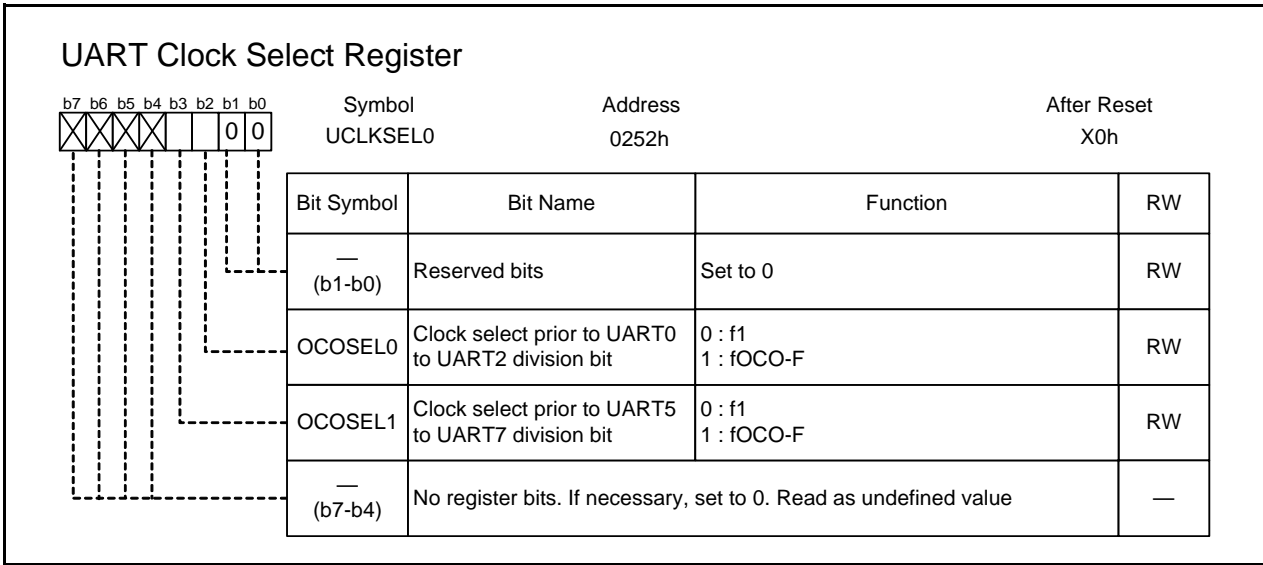 UART Clock Select Register
b7 b6 b5 b4 b3 b2 b1 b0
Symbol Address After Reset
0 0
UCLKSEL0 0252h X0h
Bit Symbol Bit Name Function RW
—
(b1-b0) Reserved bits Set to 0 RW
OCOSEL0 Clock select prior to UART0 0 : f1 RW
to UART2 division bit 1 : fOCO-F
OCOSEL1 Clock select prior to UART5 0 : f1 RW
to UART7 division bit 1 : fOCO-F
—
(b7-b4) No register bits. If necessary, set to 0. Read as undefined value —